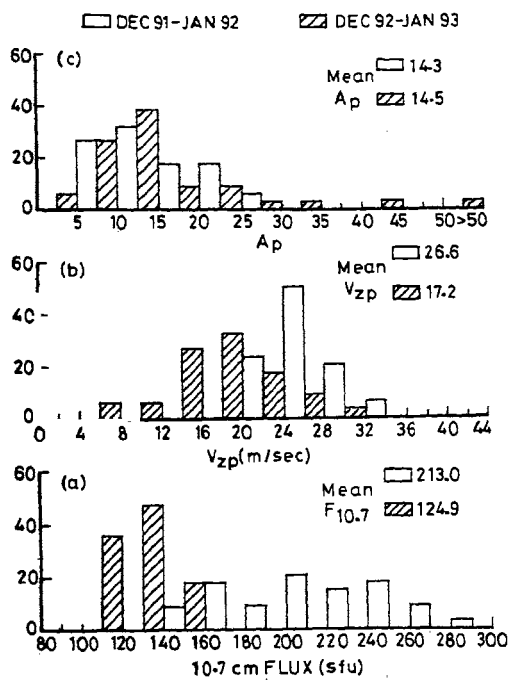 DEC 91-JAN 92 DEC 92-JAN 93
(c)
Mean 14.3
Ap 14.5
60
40
20
0
5 10 15 20 25 30 35 40 45 50 >50
Ap
(b)
Mean 26.6
Vzp 17.2
60
40
20
0
0 4 8 12 16 20 24 28 32 36 40 44
Vzp (m/sec)
(a)
Mean 213.0
F10.7 124.9
60
40
20
0
80 100 120 140 160 180 200 220 240 260 280 300
10.7 cm FLUX (sfu)